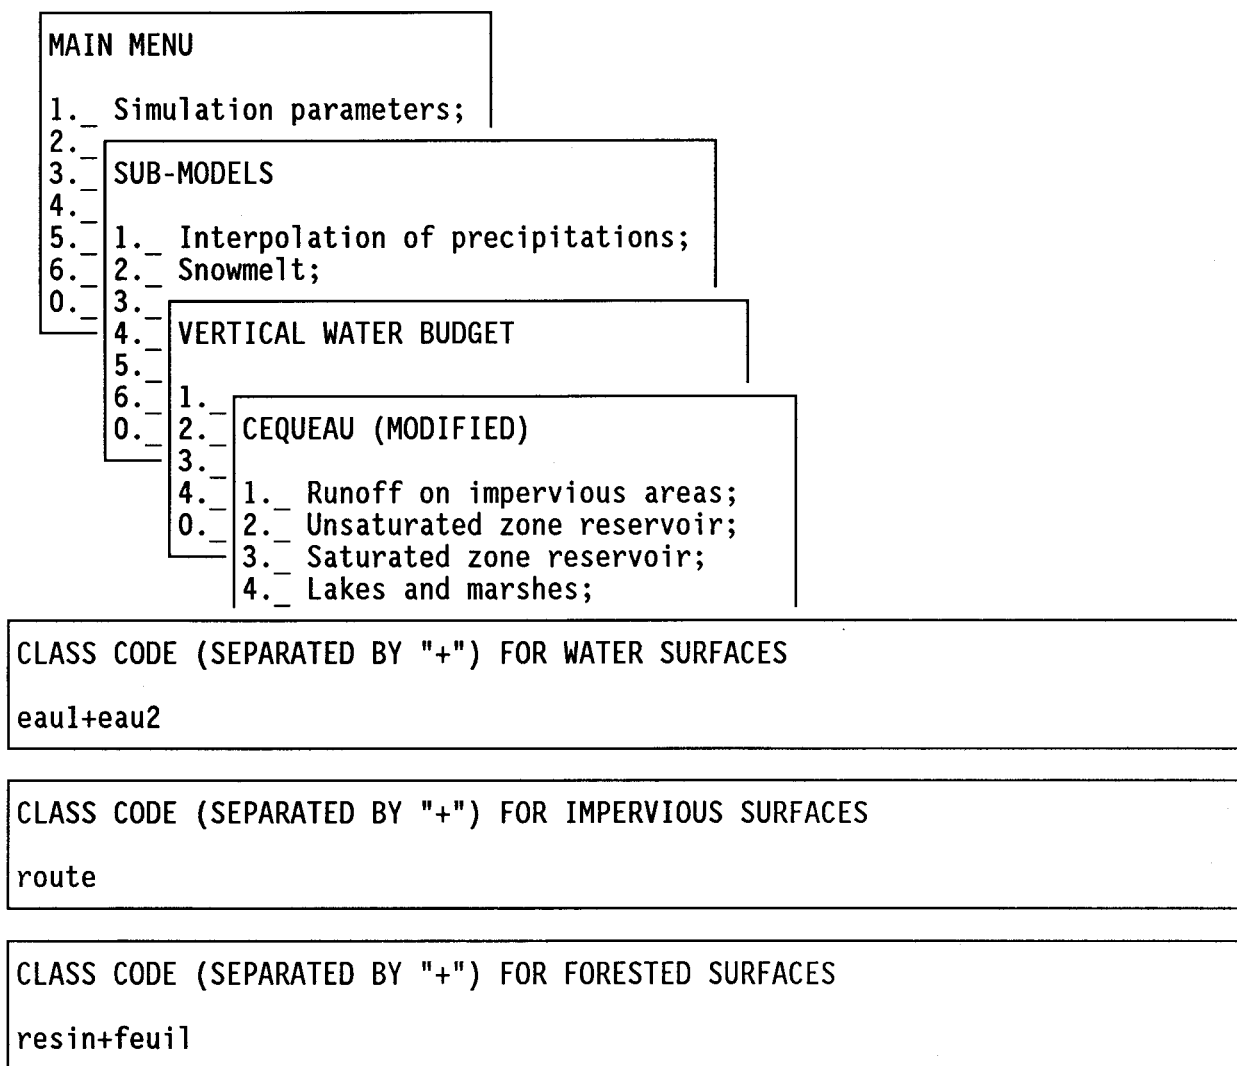 MAIN MENU
1._ Simulation parameters;
2._
3._ SUB-MODELS
4._
5._ 1._ Interpolation of precipitations;
6._ 2._ Snowmelt;
0._ 3._
4._ VERTICAL WATER BUDGET
5._
6._ 1._
0._ 2._ CEQUEAU (MODIFIED)
3._
4._ 1._ Runoff on impervious areas;
0._ 2._ Unsaturated zone reservoir;
3._ Saturated zone reservoir;
4._ Lakes and marshes;
CLASS CODE (SEPARATED BY "+") FOR WATER SURFACES
eau1+eau2
CLASS CODE (SEPARATED BY "+") FOR IMPERVIOUS SURFACES
route
CLASS CODE (SEPARATED BY "+") FOR FORESTED SURFACES
resin+feuil